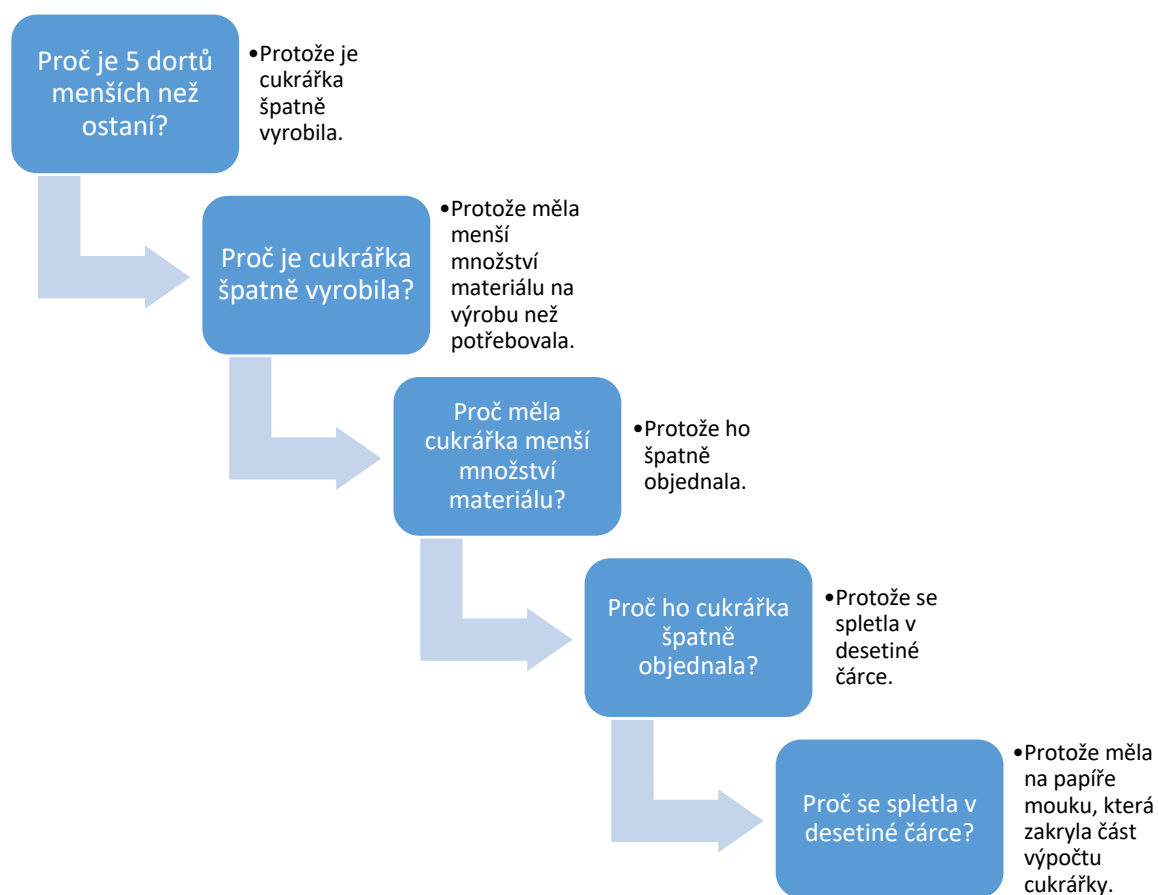 Proč je 5 dortů
menších než
ostaní?
•Protože je
cukrářka
špatně
vyrobila.
Proč je cukrářka
špatně vyrobila?
•Protože měla
menší
množství
materiálu na
výrobu než
potřebovala.
Proč měla
cukrářka menší
množství
materiálu?
•Protože ho
špatně
objednala.
Proč ho cukrářka
špatně
objednala?
•Protože se
spletla v
desetiné
čárce.
Proč se spletla v
desetiné čárce?
•Protože měla
na papíře
mouku, která
zakryla část
výpočtu
cukrářky.